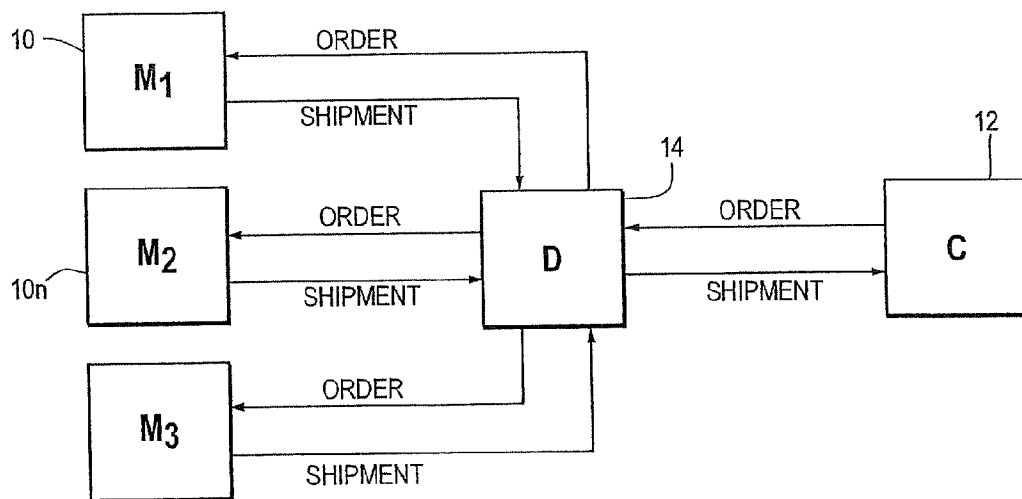 10
M1
ORDER
SHIPMENT
12
14
M2
10n
ORDER
SHIPMENT
D
ORDER
SHIPMENT
C
M3
ORDER
SHIPMENT